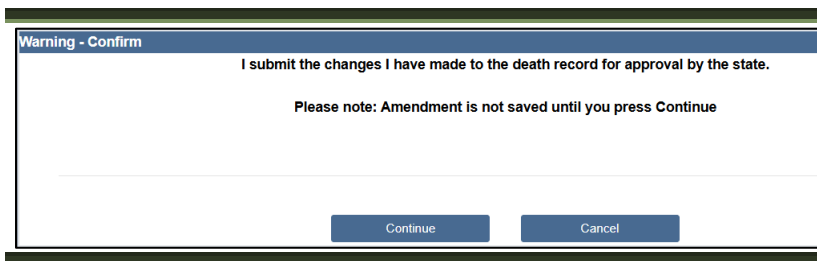 Warning - Confirm
I submit the changes I have made to the death record for approval by the state.
Please note: Amendment is not saved until you press Continue
Continue
Cancel